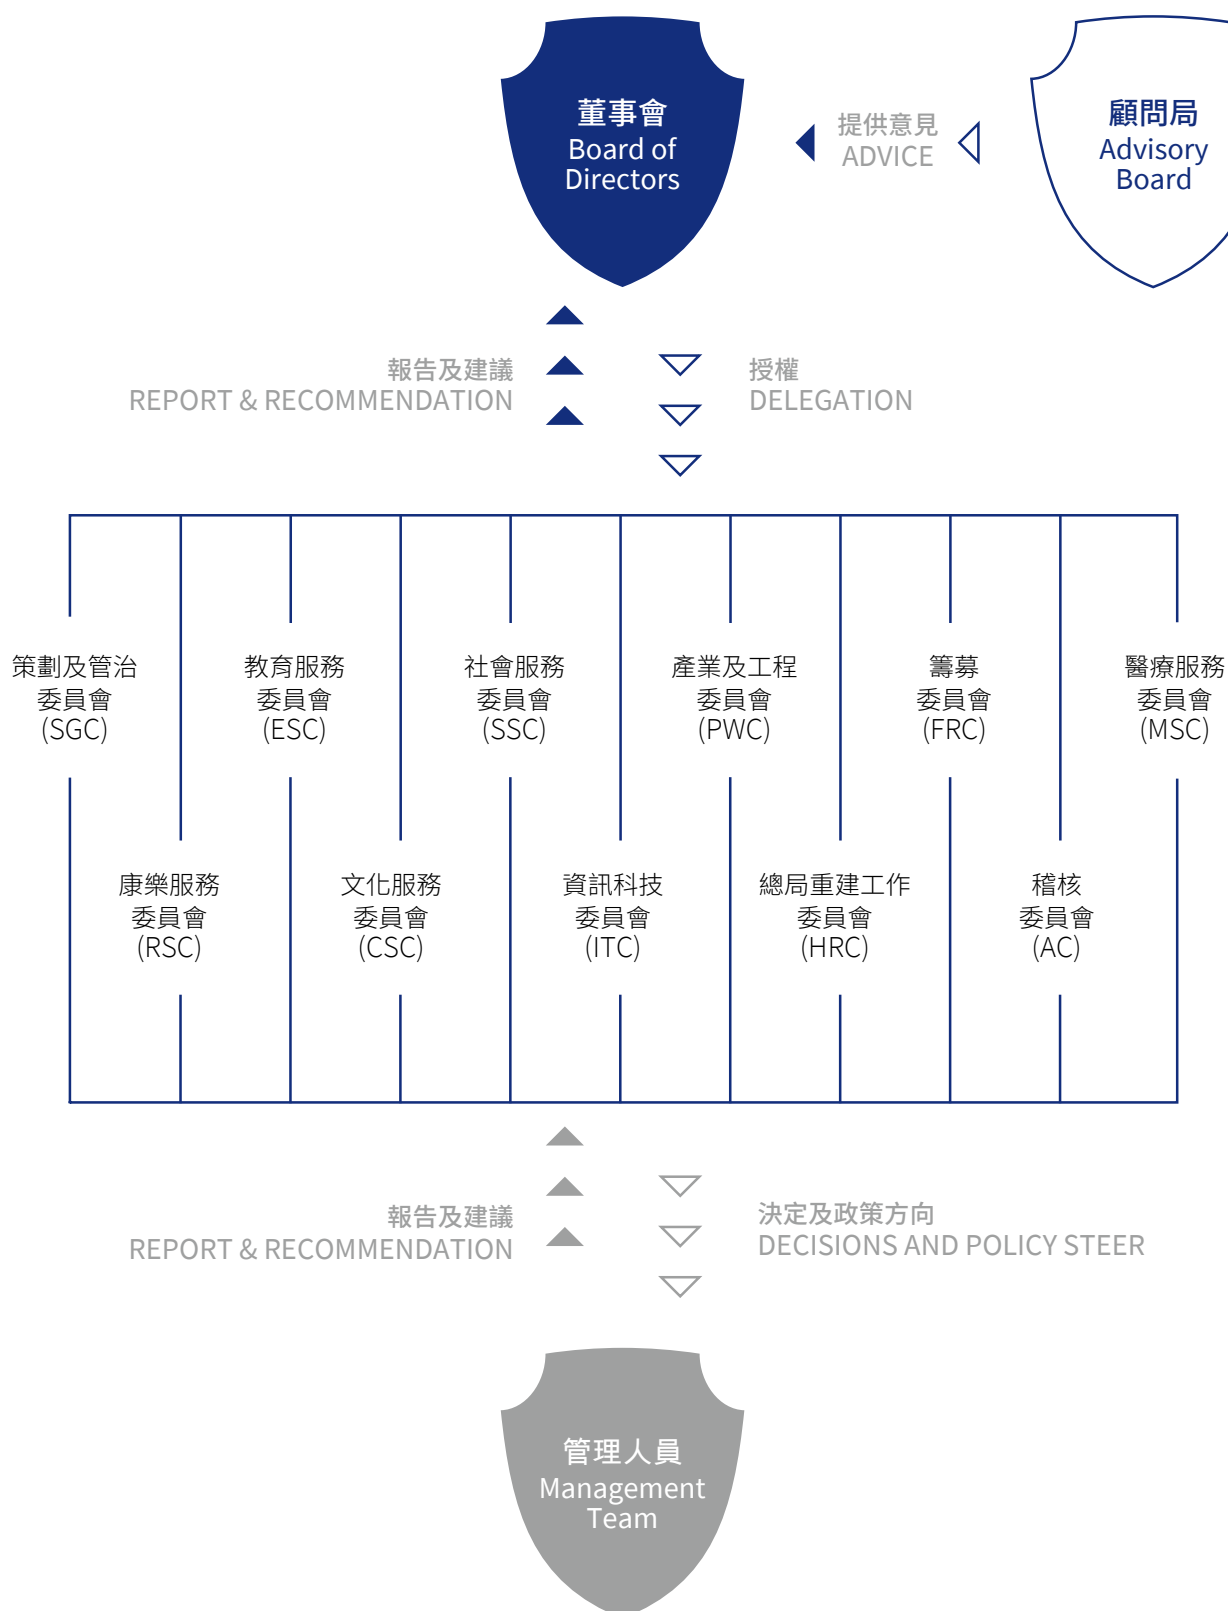 董事會
Board of
Directors
提供意見
ADVICE
顧問局
Advisory
Board
報告及建議
REPORT & RECOMMENDATION
授權
DELEGATION
策劃及管治
委員會
(SGC)
教育服務
委員會
(ESC)
社會服務
委員會
(SSC)
產業及工程
委員會
(PWC)
籌募
委員會
(FRC)
醫療服務
委員會
(MSC)
康樂服務
委員會
(RSC)
文化服務
委員會
(CSC)
資訊科技
委員會
(ITC)
總局重建工作
委員會
(HRC)
稽核
委員會
(AC)
報告及建議
REPORT & RECOMMENDATION
決定及政策方向
DECISIONS AND POLICY STEER
管理人員
Management
Team